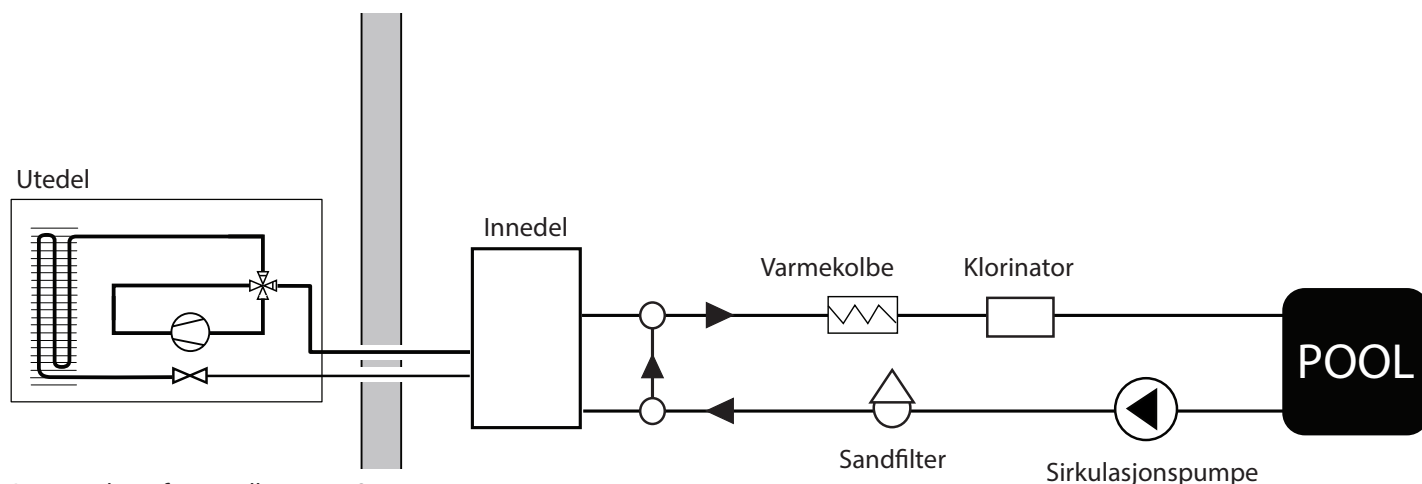 Utedel
Innedel
Varmekolbe
Klorinator
POOL
Sandfilter
Sirkulasjonspumpe